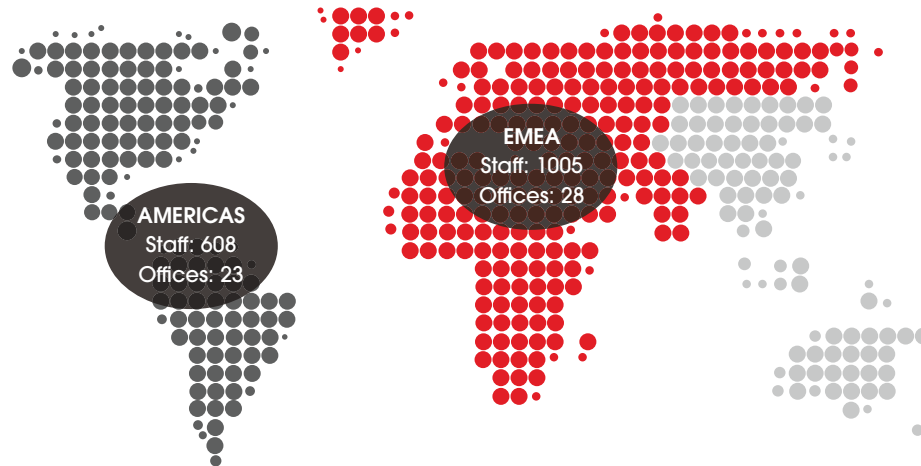 EMEA
Staff: 1005
Offices: 28
AMERICAS
Staff: 608
Offices: 23